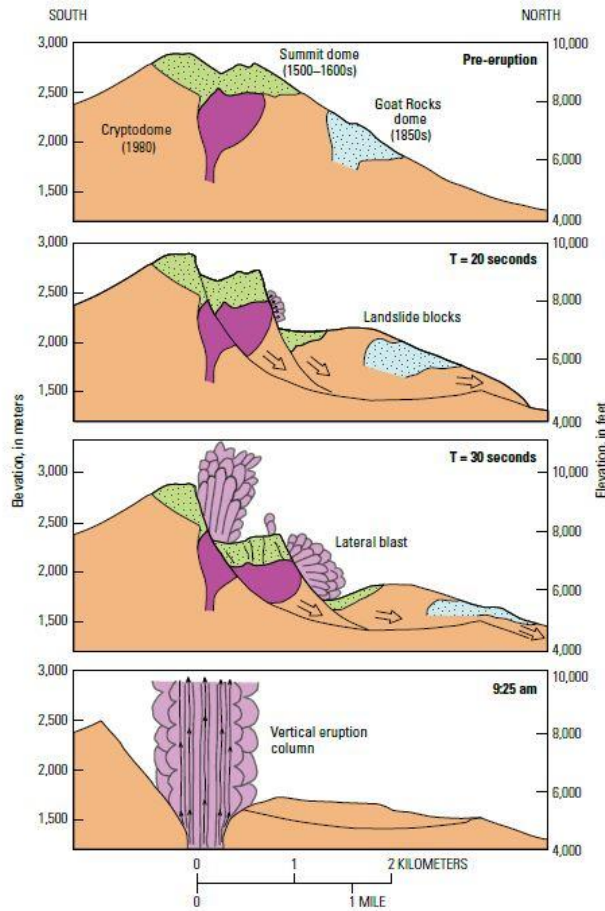 SOUTH
NORTH
3,000
2,500
2,000
1,500
Summit dome
(1500–1600s)
Cryptodome
(1980)
Goat Rocks
dome
(1850s)
Pre-eruption
10,000
8,000
6,000
4,000
3,000
2,500
2,000
1,500
T = 20 seconds
Landslide blocks
10,000
8,000
6,000
4,000
Elevation, in meters
Elevation, in feet
3,000
2,500
2,000
1,500
T = 30 seconds
Lateral blast
10,000
8,000
6,000
4,000
3,000
2,500
2,000
1,500
9:25 am
Vertical eruption
column
10,000
8,000
6,000
4,000
0 1 2 KILOMETERS
0 1 MILE